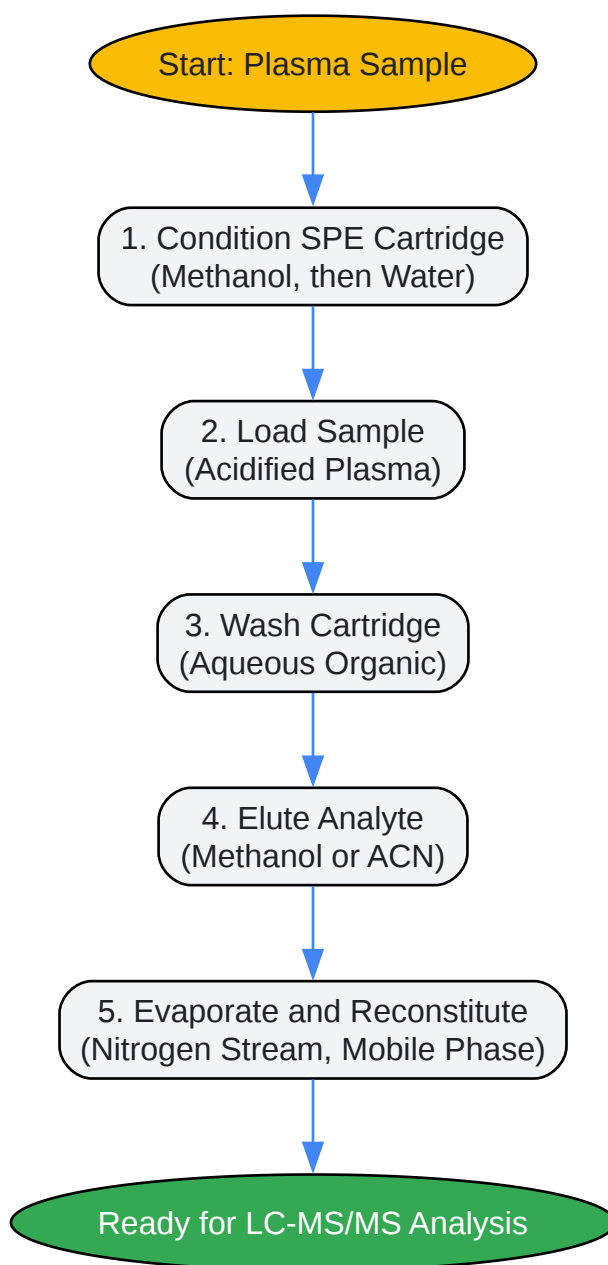 Start: Plasma Sample
1. Condition SPE Cartridge
(Methanol, then Water)
2. Load Sample
(Acidified Plasma)
3. Wash Cartridge
(Aqueous Organic)
4. Elute Analyte
(Methanol or ACN)
5. Evaporate and Reconstitute
(Nitrogen Stream, Mobile Phase)
Ready for LC-MS/MS Analysis